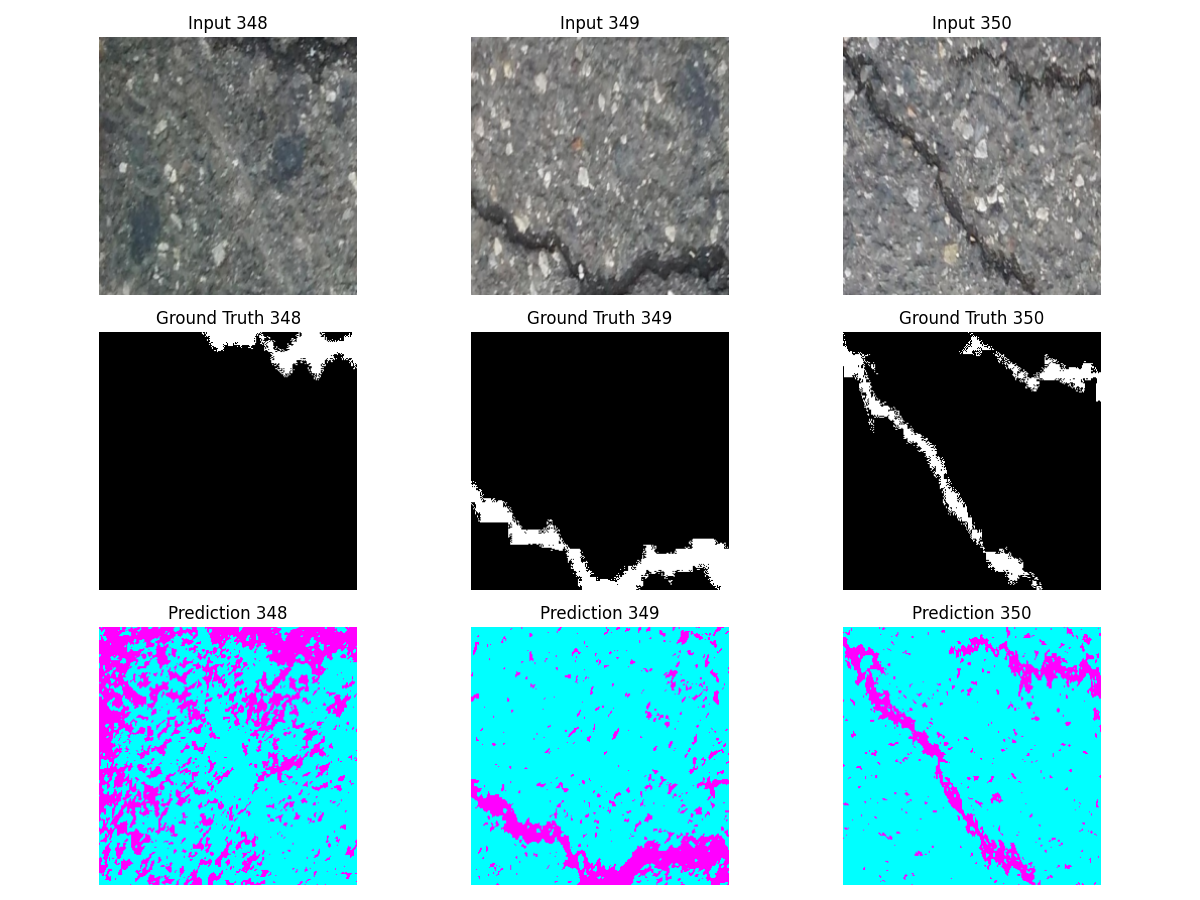 Input 348
Input 349
Input 350
Ground Truth 348
Ground Truth 349
Ground Truth 350
Prediction 348
Prediction 349
Prediction 350